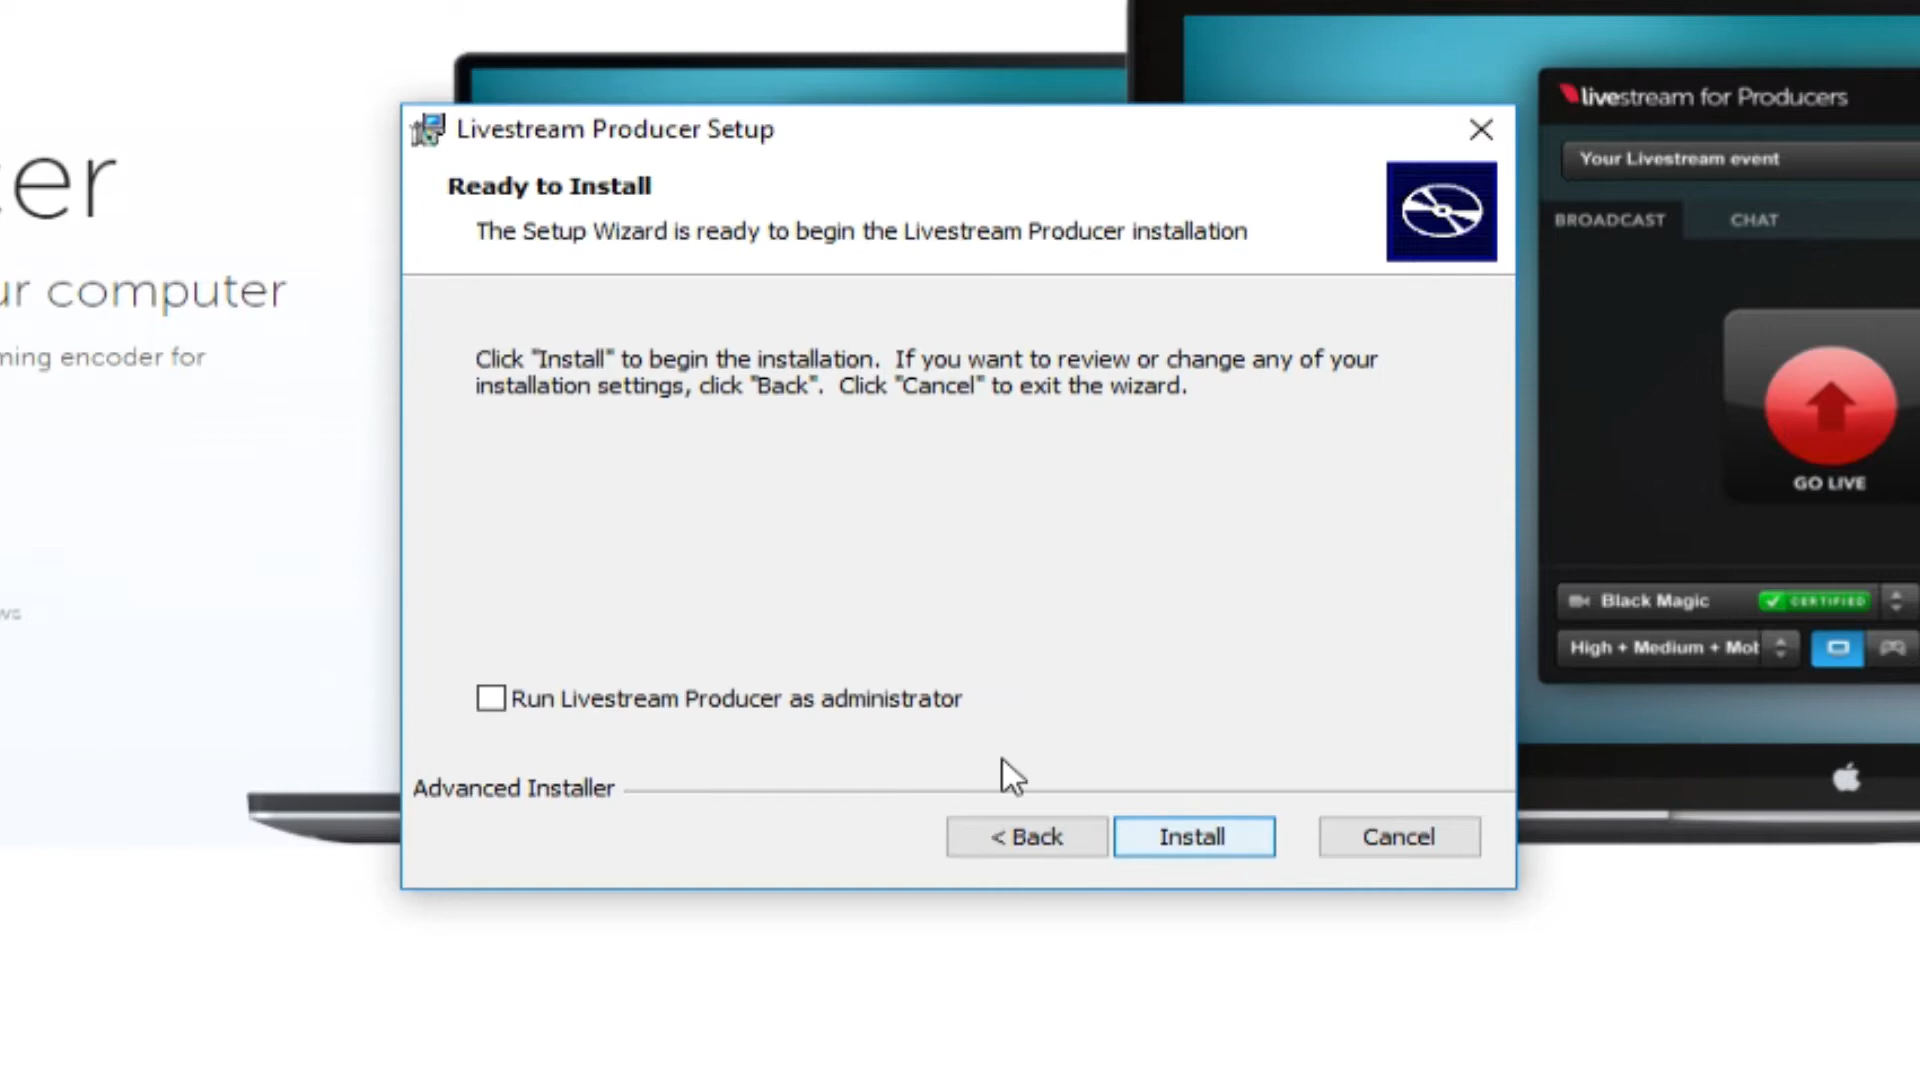 Livestream Producer Setup
Ready to Install
The Setup Wizard is ready to begin the Livestream Producer installation
Click "Install" to begin the installation. If you want to review or change any of your
installation settings, click "Back". Click "Cancel" to exit the wizard.
Run Livestream Producer as administrator
Advanced Installer
< Back
Install
Cancel
er
ur computer
ming encoder for
ws
livestream for Producers
Your Livestream event
BROADCAST
CHAT
GO LIVE
Black Magic
CERTIFIED
High + Medium + Mot